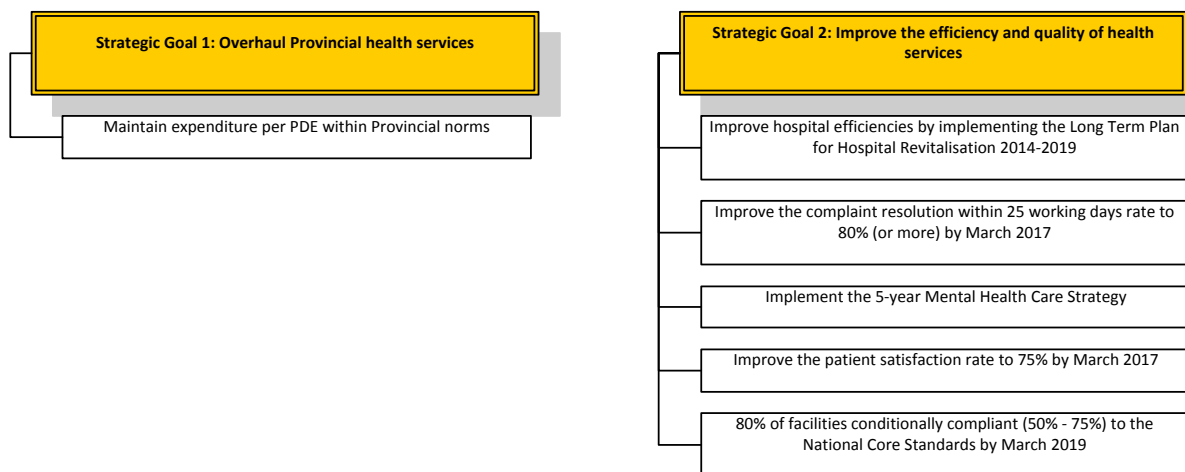 Strategic Goal 1: Overhaul Provincial health services
Maintain expenditure per PDE within Provincial norms
Strategic Goal 2: Improve the efficiency and quality of health
services
Improve hospital efficiencies by implementing the Long Term Plan
for Hospital Revitalisation 2014-2019
Improve the complaint resolution within 25 working days rate to
80% (or more) by March 2017
Implement the 5-year Mental Health Care Strategy
Improve the patient satisfaction rate to 75% by March 2017
80% of facilities conditionally compliant (50% - 75%) to the
National Core Standards by March 2019